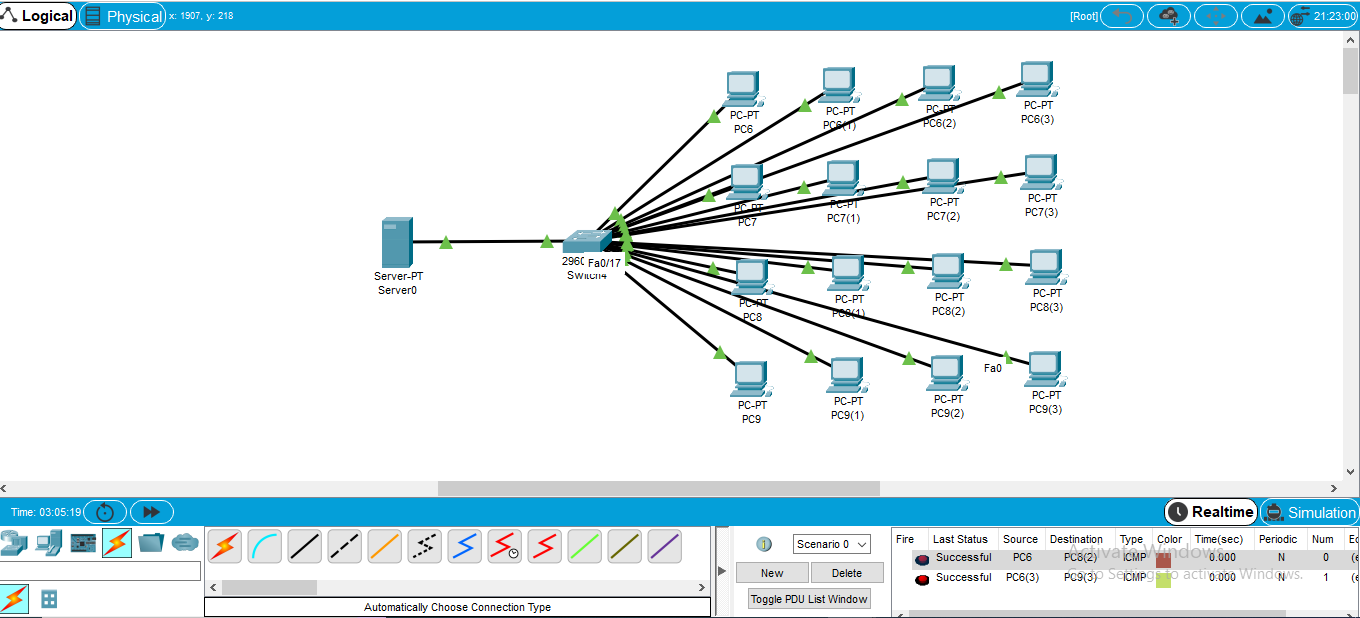 Logical Physical x: 1907, y: 218 [Root] 21:23:00
PC-PT
PC6
PC-PT
PC6(1)
PC-PT
PC6(2)
PC-PT
PC6(3)
PC-PT
PC7
PC-PT
PC7(1)
PC-PT
PC7(2)
PC-PT
PC7(3)
Server-PT
Server0
2960 Fa0/17
Switch4
PC-PT
PC8
PC-PT
PC8(1)
PC-PT
PC8(2)
PC-PT
PC8(3)
Fa0
PC-PT
PC9
PC-PT
PC9(1)
PC-PT
PC9(2)
PC-PT
PC9(3)
Time: 03:05:19 Realtime Simulation
Automatically Choose Connection Type
Scenario 0
New Delete
Toggle PDU List Window
Fire Last Status Source Destination Type Color Time(sec) Periodic Num
Successful PC6 PC8(2) ICMP 0.000 N 0 (e
Successful PC6(3) PC9(3) ICMP 0.000 N 1 (e
Activate Windows
Go to Settings to activate Windows.